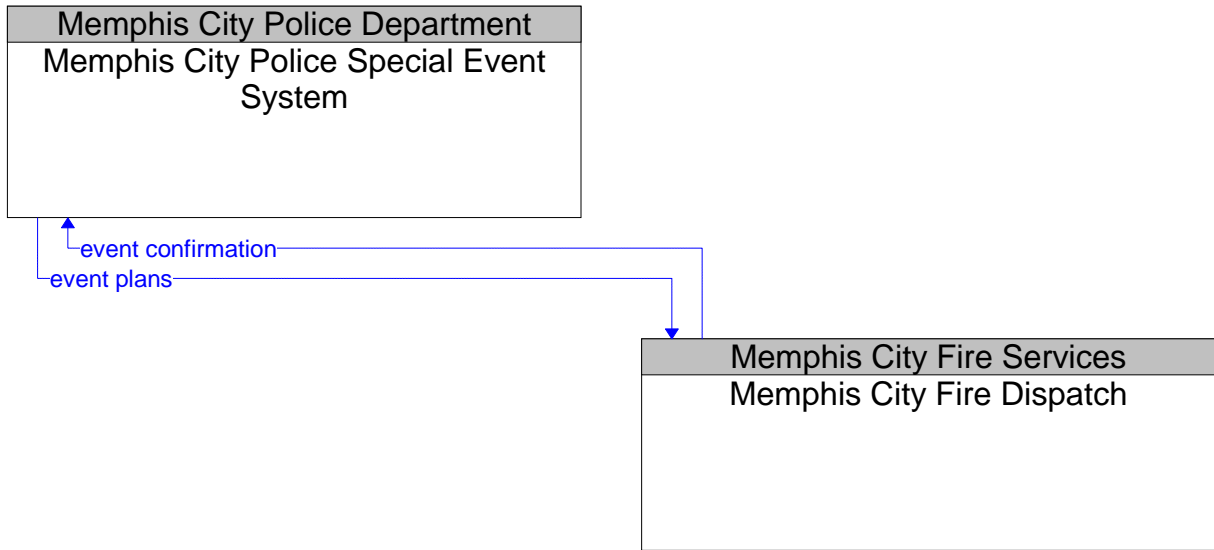 Memphis City Police Department
Memphis City Police Special Event
System
event confirmation
event plans
Memphis City Fire Services
Memphis City Fire Dispatch